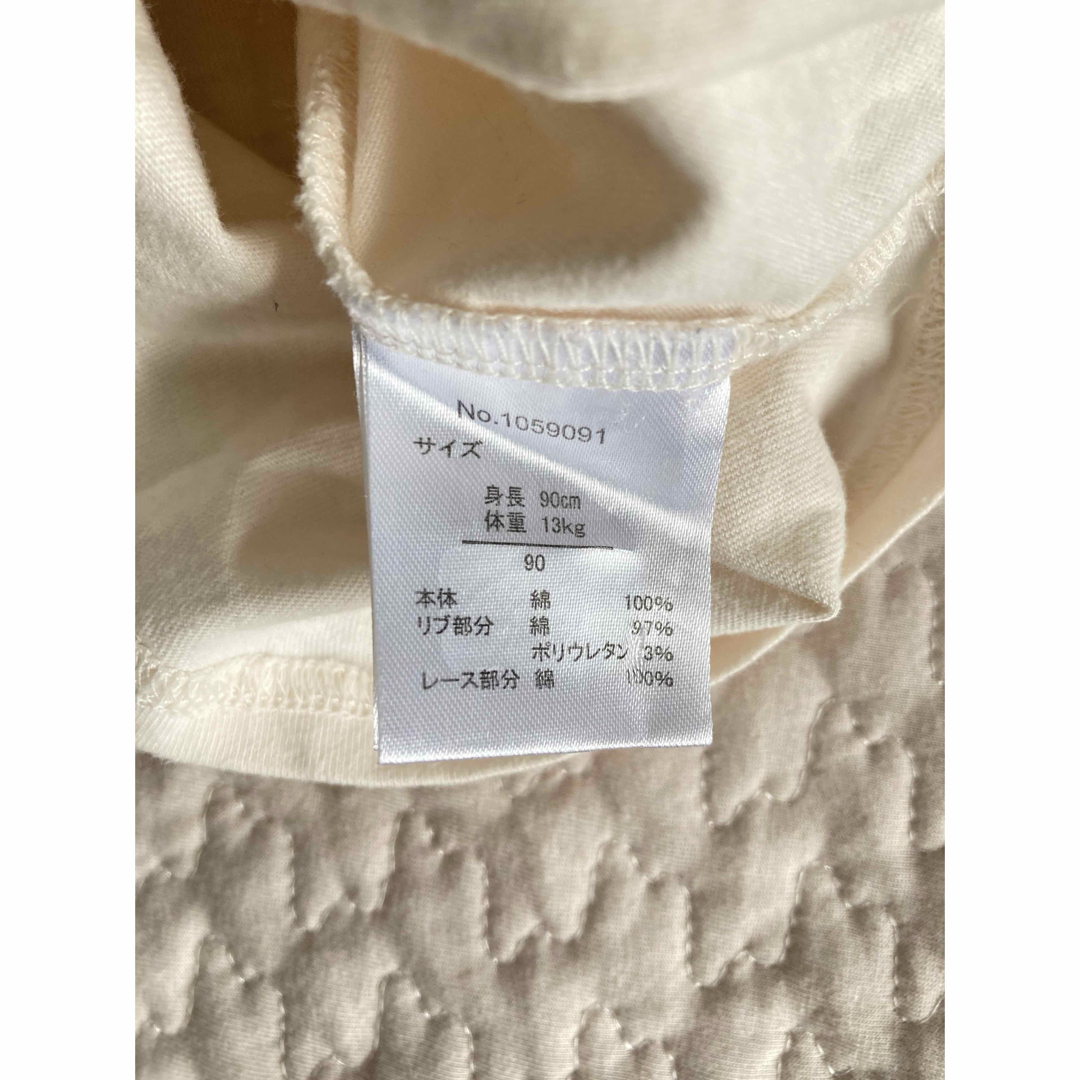 No.1059091
サイズ
身長 90cm
体重 13kg
90
本体 綿 100%
リブ部分 綿 97%
ポリウレタン 3%
レース部分 綿 100%